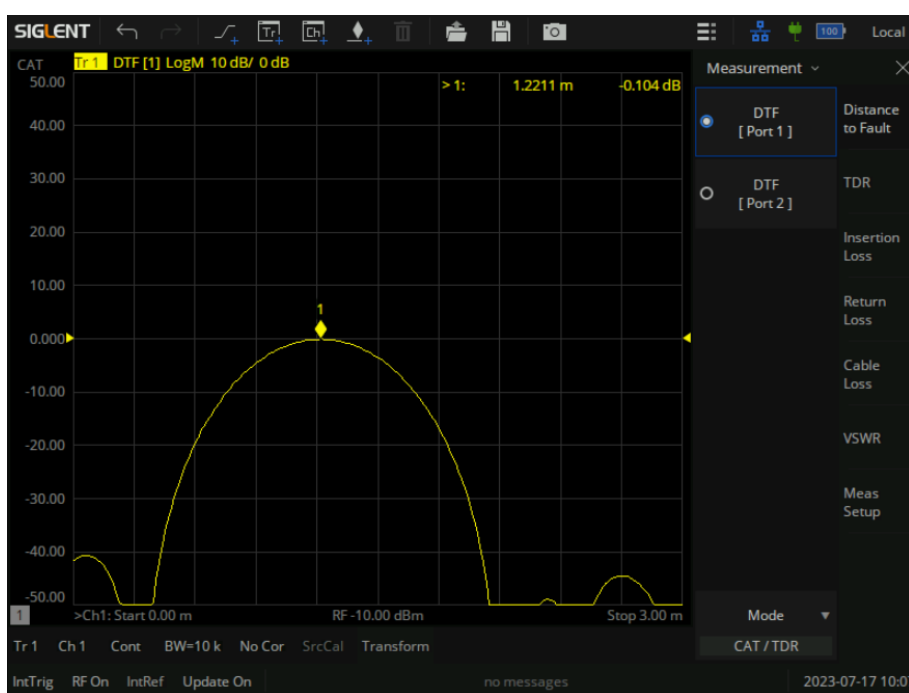 SIGLENT Tr Ch 100 Local
CAT Tr 1 DTF [1] LogM 10 dB/ 0 dB
Measurement
50.00
> 1: 1.2211 m -0.104 dB
40.00
30.00
20.00
10.00
0.000
-10.00
-20.00
-30.00
-40.00
-50.00
1
1
>Ch1: Start 0.00 m RF -10.00 dBm Stop 3.00 m
DTF
[ Port 1 ]
DTF
[ Port 2 ]
Distance
to Fault
TDR
Insertion
Loss
Return
Loss
Cable
Loss
VSWR
Meas
Setup
Mode
CAT / TDR
Tr 1 Ch 1 Cont BW=10 k No Cor SrcCal Transform
IntTrig RF On IntRef Update On no messages 2023-07-17 10:0